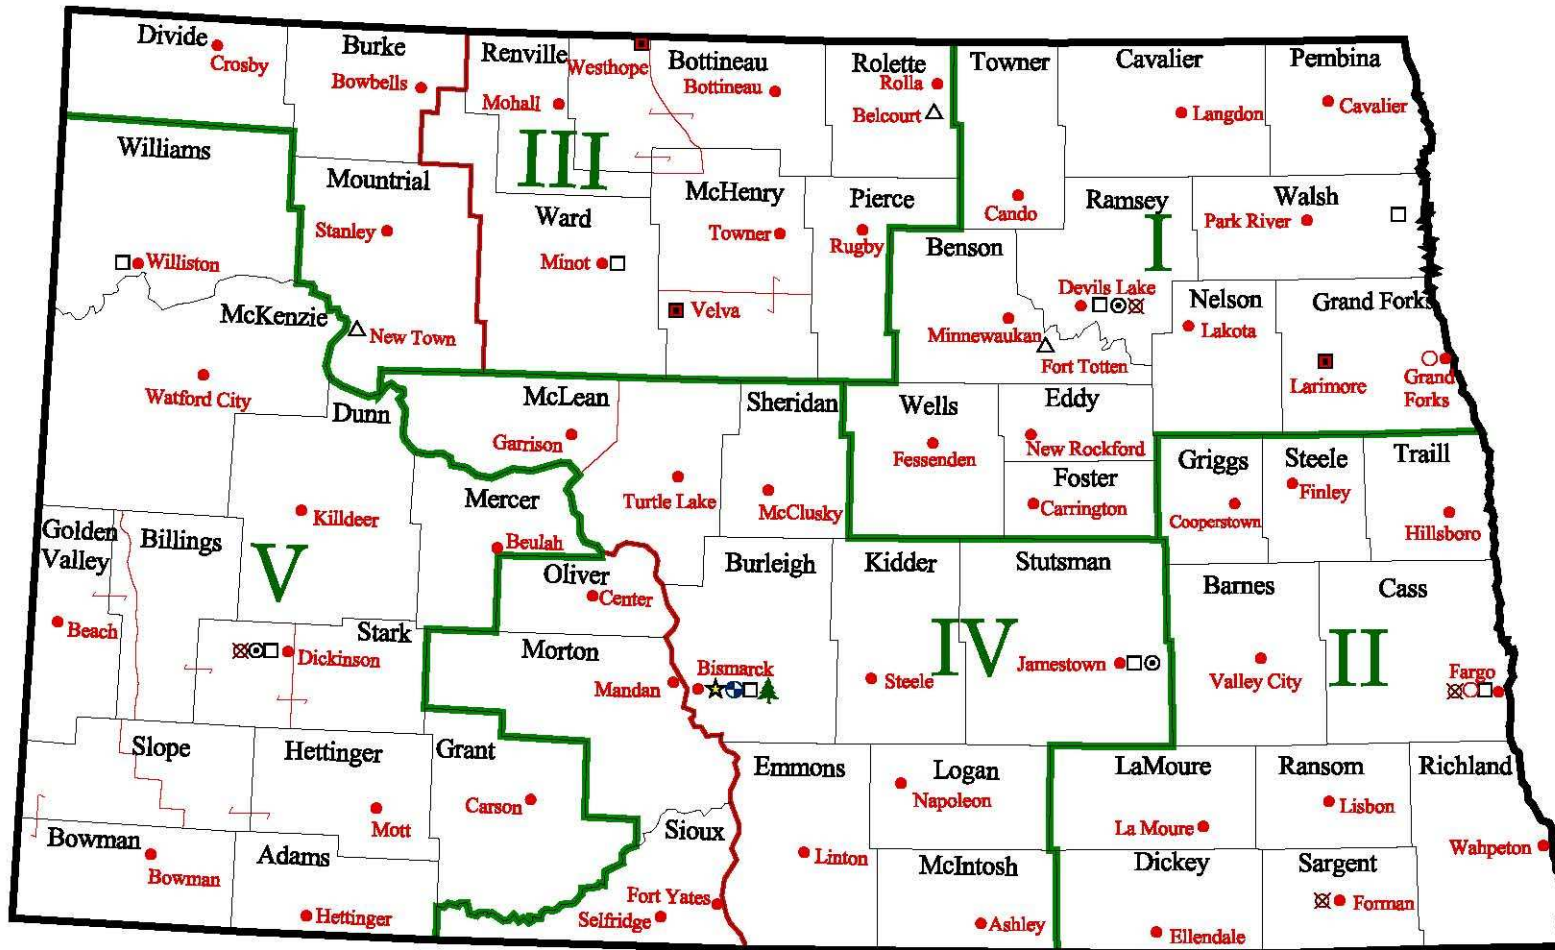 Divide
Crosby
Burke
Bowbells
Renville
Mohall
Westhope
Bottineau
Bottineau
Rolette
Rolla
Belcourt
Towner
Cavalier
Langdon
Pembina
Cavalier
Williams
Williston
Mountrial
Stanley
III
Ward
Minot
McHenry
Towner
Velva
Pierce
Rugby
Cando
Ramsey
I
Devils Lake
Walsh
Park River
Benson
Minnewaukan
Fort Totten
Nelson
Lakota
Grand Forks
Larimore
Grand
Forks
McKenzie
Watford City
New Town
Dunn
Killdeer
McLean
Garrison
Turtle Lake
Sheridan
McClusky
Wells
Fessenden
Eddy
New Rockford
Foster
Carrington
Griggs
Cooperstown
Steele
Finley
Traill
Hillsboro
Mercer
Beulah
Golden
Valley
Beach
Billings
V
Oliver
Center
Burleigh
Bismarck
Kidder
Steele
IV
Stutsman
Jamestown
Barnes
Valley City
II
Cass
Fargo
Stark
Dickinson
Morton
Mandan
Slope
Hettinger
Mott
Grant
Carson
Emmons
Linton
Logan
Napoleon
LaMoure
La Moure
Ransom
Lisbon
Richland
Wahpeton
Bowman
Bowman
Adams
Hettinger
Sioux
Fort Yates
Selfridge
McIntosh
Ashley
Dickey
Ellendale
Sargent
Forman